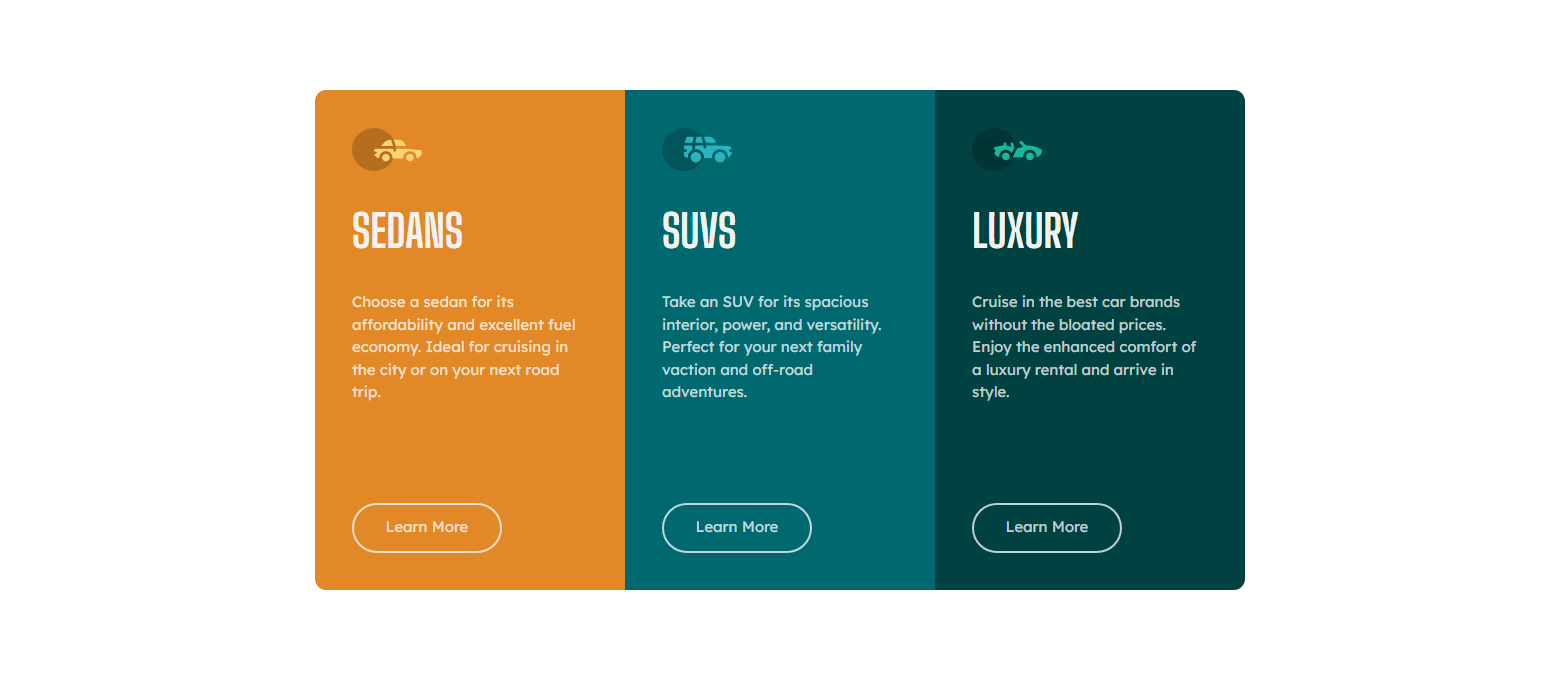 SEDANS
Choose a sedan for its
affordability and excellent fuel
economy. Ideal for cruising in
the city or on your next road
trip.
Learn More
SUVS
Take an SUV for its spacious
interior, power, and versatility.
Perfect for your next family
vaction and off-road
adventures.
Learn More
LUXURY
Cruise in the best car brands
without the bloated prices.
Enjoy the enhanced comfort of
a luxury rental and arrive in
style.
Learn More